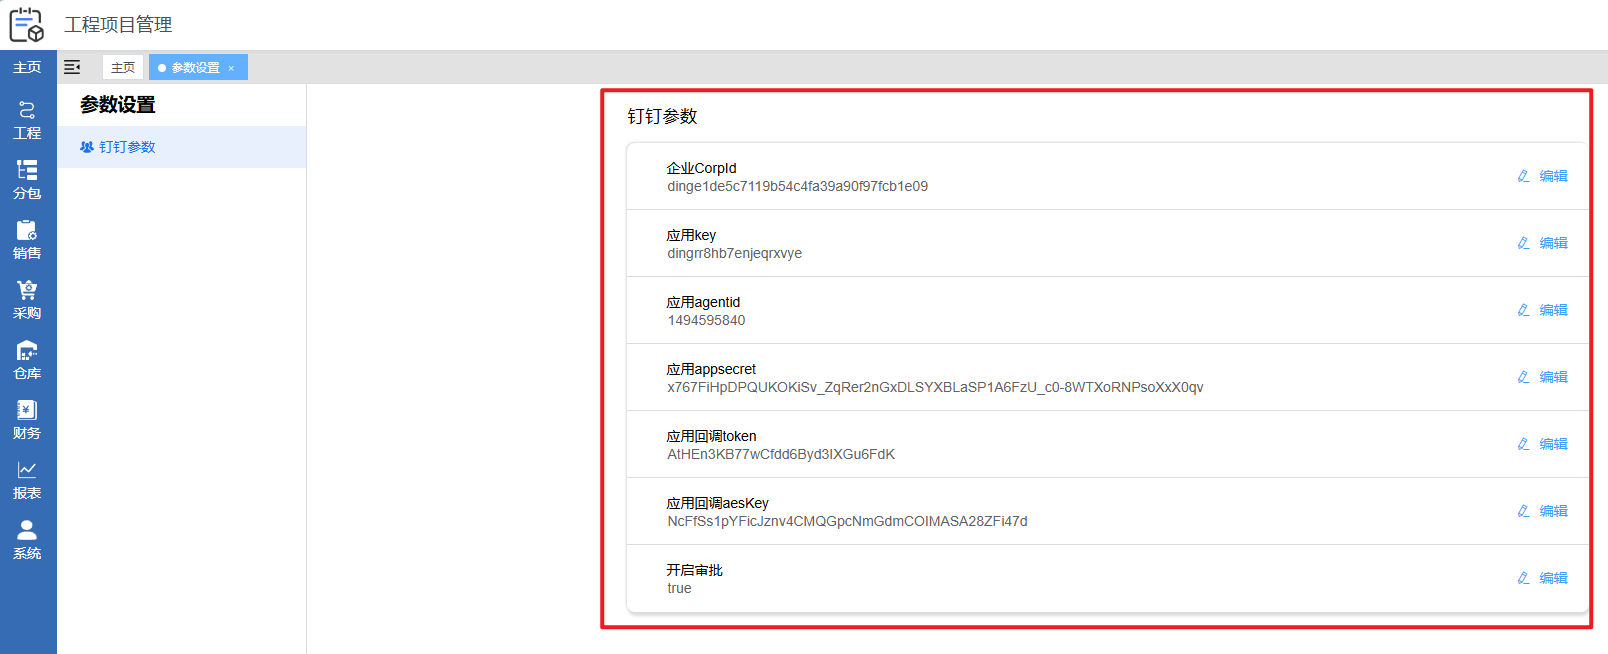 工程项目管理
主页
主页
参数设置 ×
工程
分包
销售
采购
仓库
财务
报表
系统
参数设置
钉钉参数
钉钉参数
企业CorpId
dinge1de5c7119b54c4fa39a90f97fcb1e09
编辑
应用key
dingrr8hb7enjeqrxvye
编辑
应用agentid
1494595840
编辑
应用appsecret
x767FiHpDPQUKOKiSv_ZqRer2nGxDLSYXBLaSP1A6FzU_c0-8WTXoRNPsoXxX0qv
编辑
应用回调token
AtHEn3KB77wCfdd6Byd3IXGu6FdK
编辑
应用回调aesKey
NcFfSs1pYFicJznv4CMQGpcNmGdmCOIMASA28ZFi47d
编辑
开启审批
true
编辑